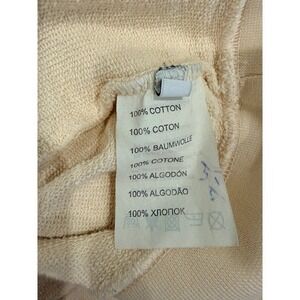 100% COTTON
100% COTON
100% BAUMWOLLE
100% COTONE
100% ALGODÓN
100% ALGODÃO
100% ХЛОПОК